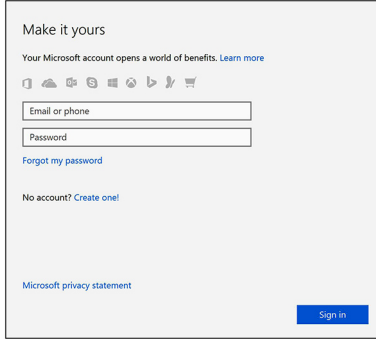 Make it yours
Your Microsoft account opens a world of benefits. Learn more
Email or phone
Password
Forgot my password
No account? Create one!
Microsoft privacy statement
Sign in